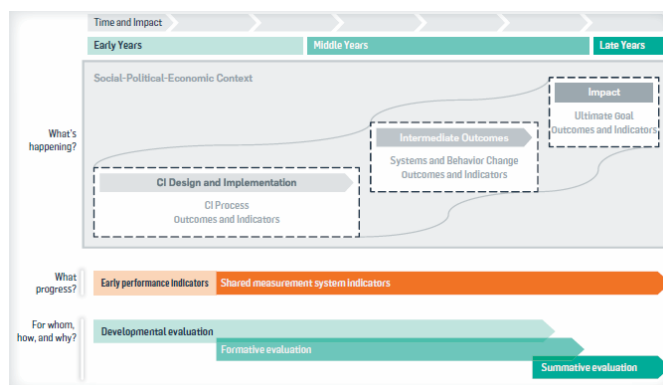 Time and Impact
Early Years
Middle Years
Late Years
Social-Political-Economic Context
What's
happening?
Impact
Ultimate Goal
Outcomes and Indicators
Intermediate Outcomes
Systems and Behavior Change
Outcomes and Indicators
CI Design and Implementation
CI Process
Outcomes and Indicators
What
progress?
Early performance indicators
Shared measurement system indicators
For whom,
how, and why?
Developmental evaluation
Formative evaluation
Summative evaluation